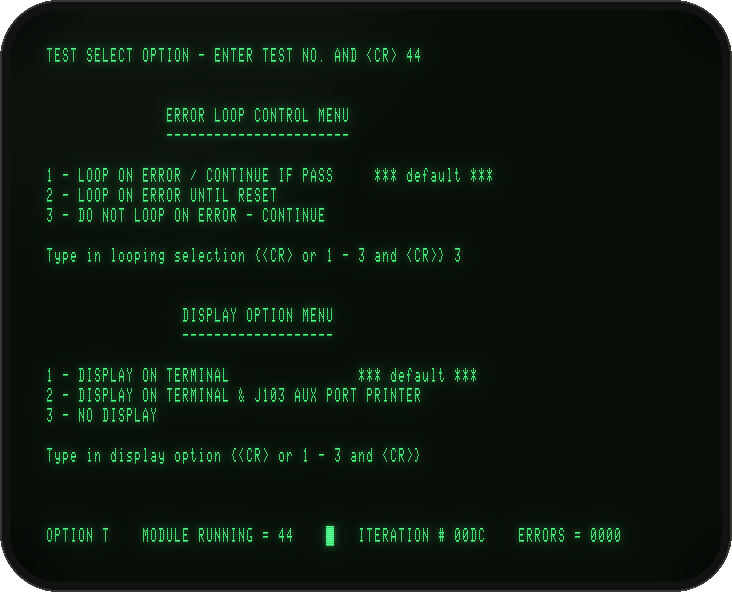 TEST SELECT OPTION - ENTER TEST NO. AND <CR> 44
ERROR LOOP CONTROL MENU
-----------------------
1 - LOOP ON ERROR / CONTINUE IF PASS     *** default ***
2 - LOOP ON ERROR UNTIL RESET
3 - DO NOT LOOP ON ERROR - CONTINUE
Type in looping selection {<CR> or 1 - 3 and <CR>} 3
DISPLAY OPTION MENU
-------------------
1 - DISPLAY ON TERMINAL                *** default ***
2 - DISPLAY ON TERMINAL & J103 AUX PORT PRINTER
3 - NO DISPLAY
Type in display option {<CR> or 1 - 3 and <CR>}
OPTION T    MODULE RUNNING = 44    █   ITERATION # 00DC    ERRORS = 0000